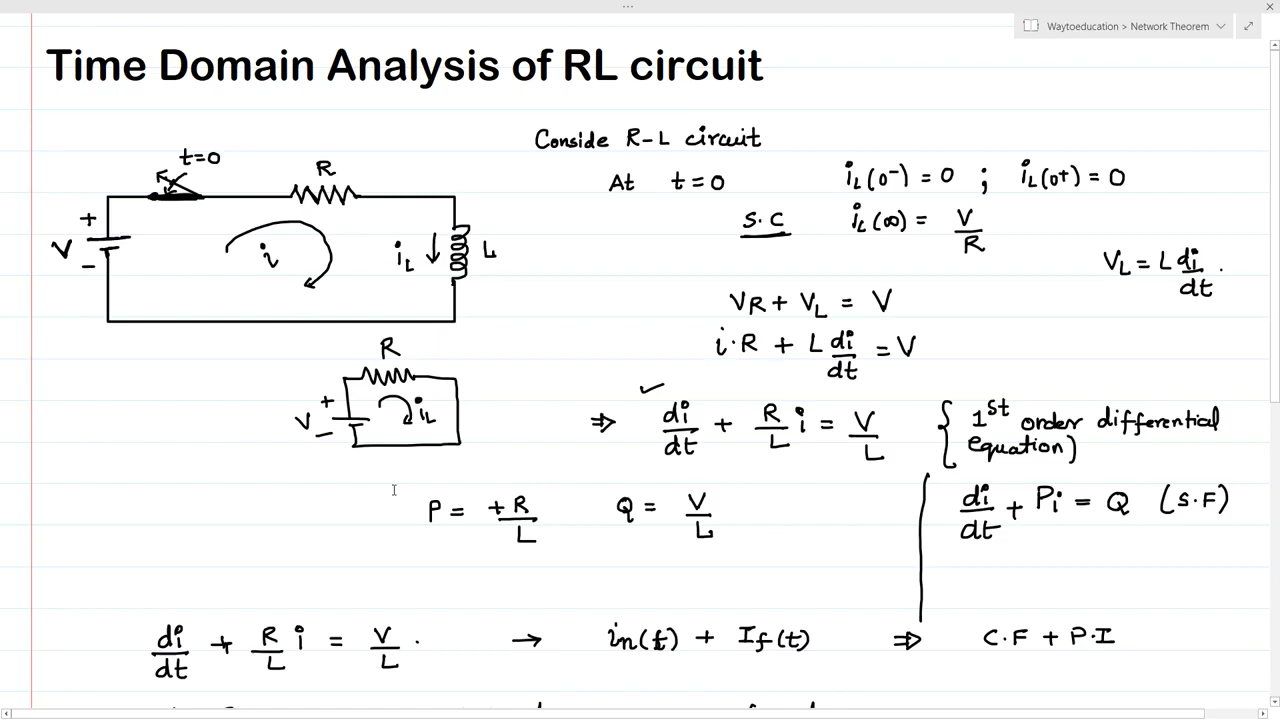 Waytoeducation > Network Theorem
Time Domain Analysis of RL circuit
Conside R-L circuit
t=0
R
V
+
-
i
iL
L
At t=0 iL(0-) = 0 ; iL(0+) = 0
S.C iL(∞) = V/R
VL = L di/dt .
VR + VL = V
i·R + L di/dt = V
R
V
+
-
iL
✓
⇒ di/dt + R/L i = V/L { 1st order differential
equation)
P = +R/L Q = V/L
di/dt + Pi = Q (S.F)
di/dt + R/L i = V/L . → in(t) + If(t) ⇒ C.F + P.I